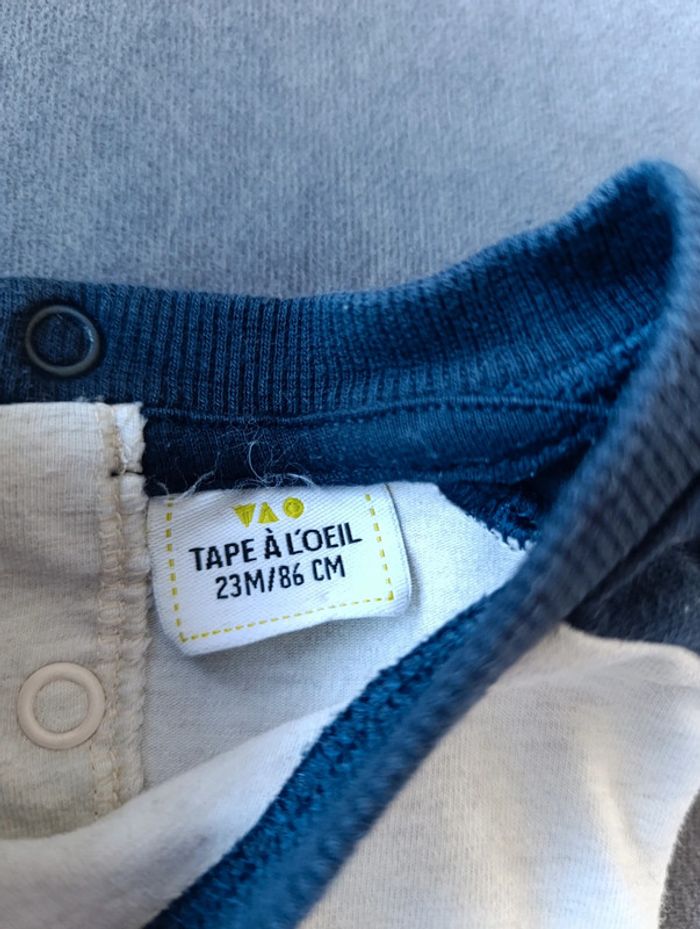 TAPE À L'OEIL
23M/86 CM